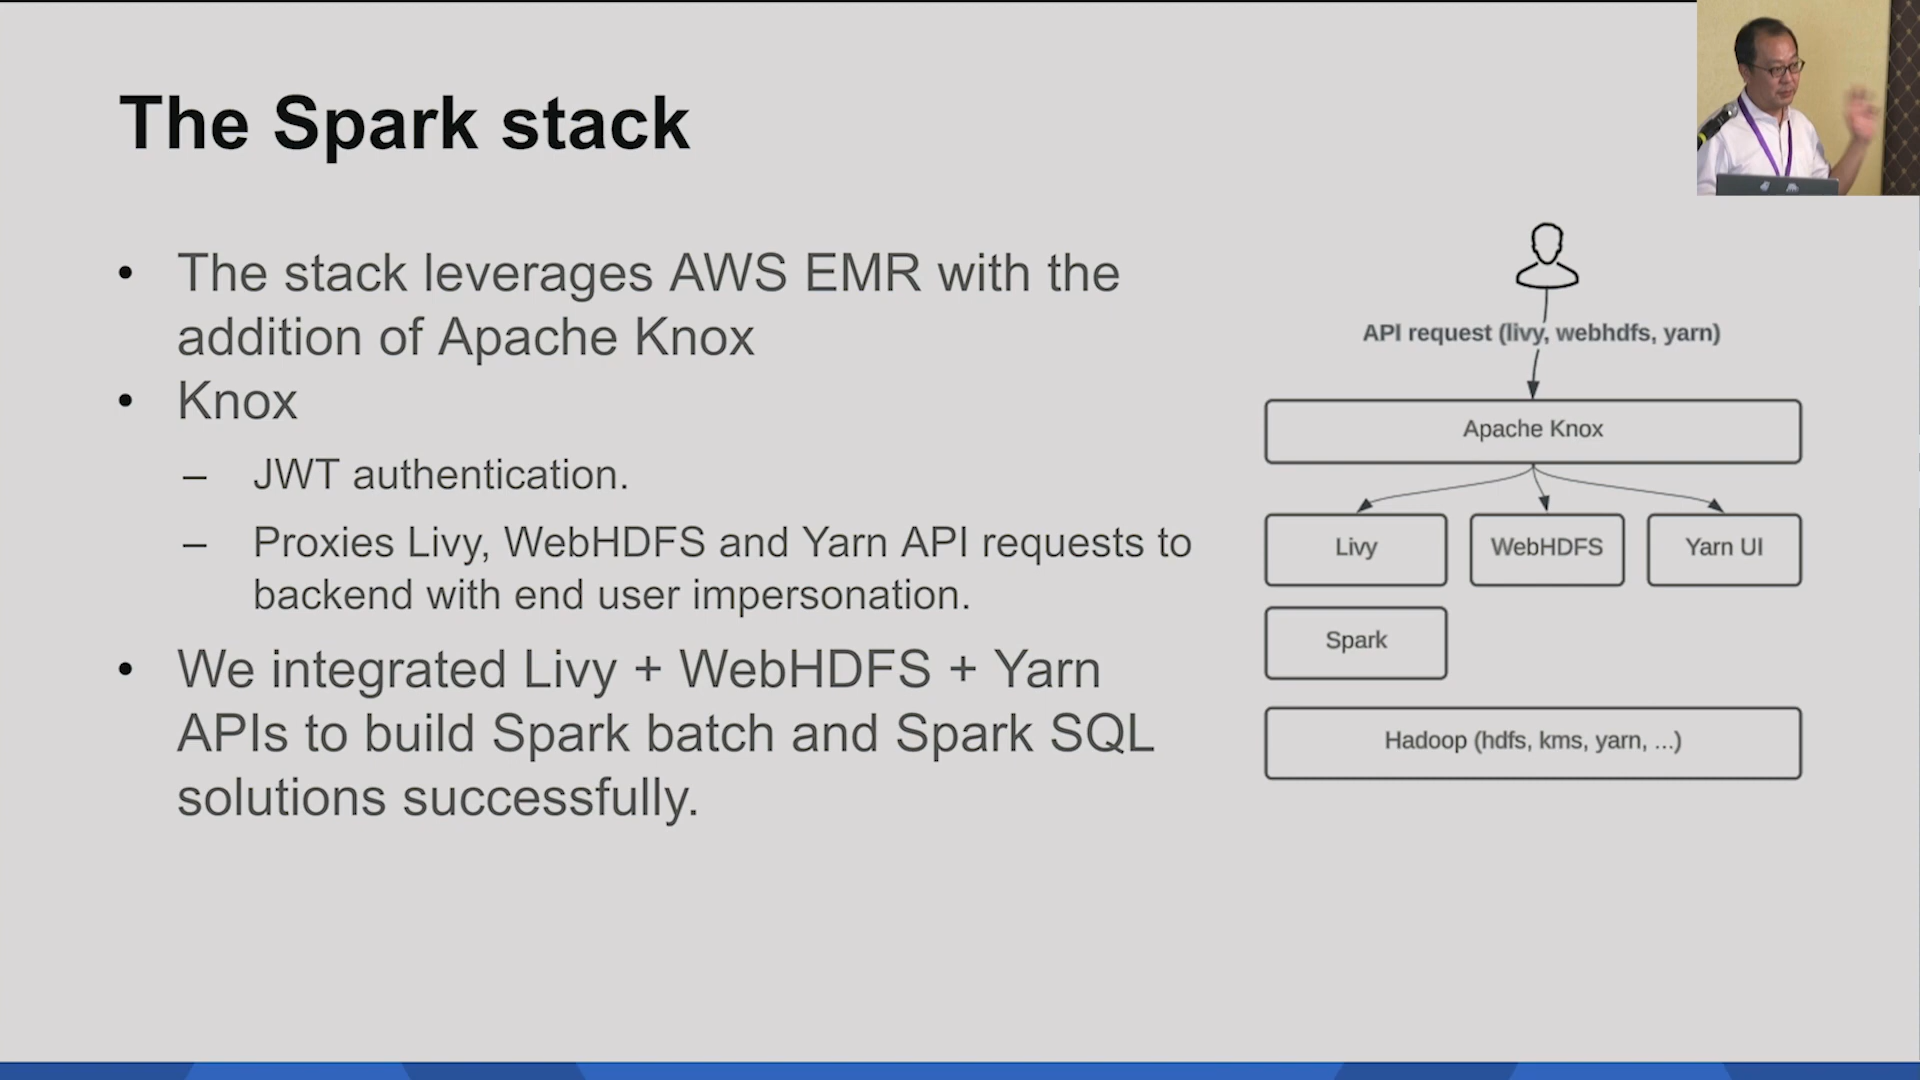 The Spark stack
• The stack leverages AWS EMR with the
addition of Apache Knox
• Knox
– JWT authentication.
– Proxies Livy, WebHDFS and Yarn API requests to
backend with end user impersonation.
• We integrated Livy + WebHDFS + Yarn
APIs to build Spark batch and Spark SQL
solutions successfully.
API request (livy, webhdfs, yarn)
Apache Knox
Livy
WebHDFS
Yarn UI
Spark
Hadoop (hdfs, kms, yarn, ...)